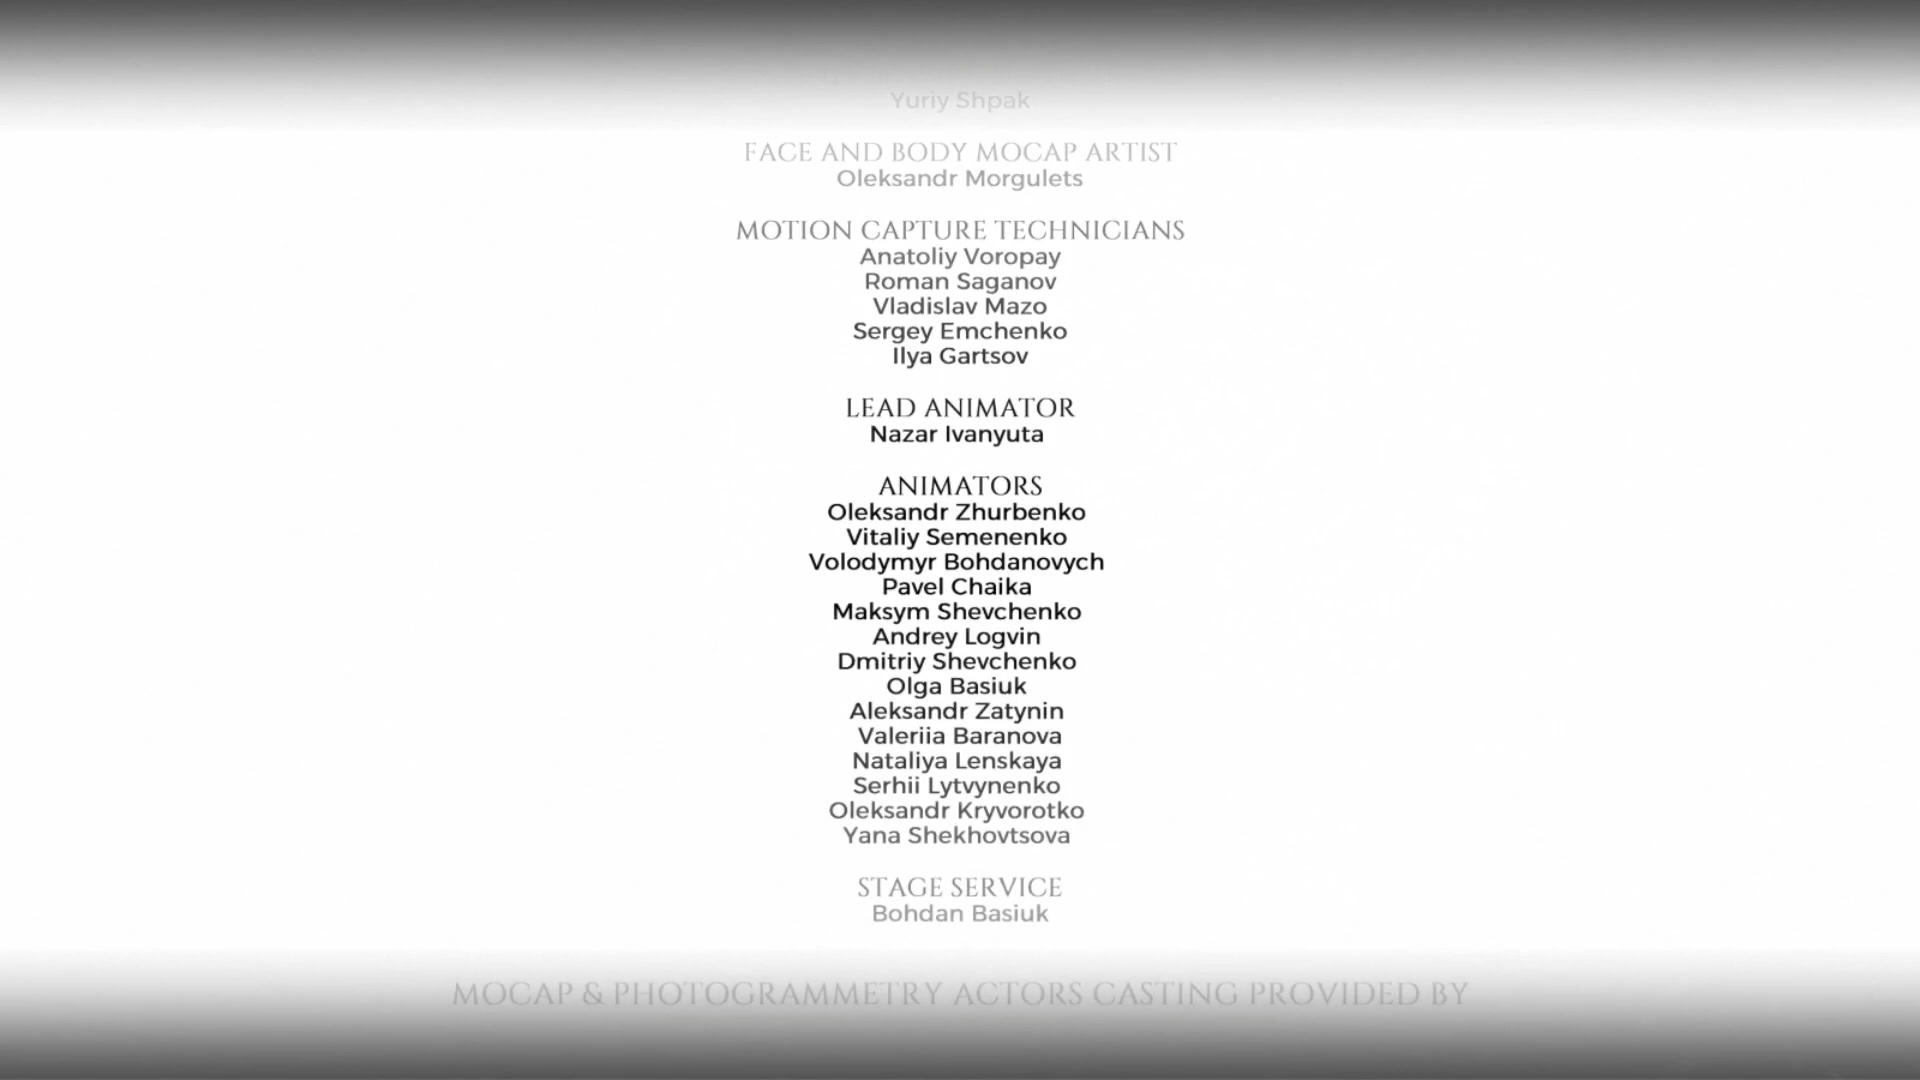 Yuriy Shpak
FACE AND BODY MOCAP ARTIST
Oleksandr Morgulets
MOTION CAPTURE TECHNICIANS
Anatoliy Voropay
Roman Saganov
Vladislav Mazo
Sergey Emchenko
Ilya Gartsov
LEAD ANIMATOR
Nazar Ivanyuta
ANIMATORS
Oleksandr Zhurbenko
Vitaliy Semenenko
Volodymyr Bohdanovych
Pavel Chaika
Maksym Shevchenko
Andrey Logvin
Dmitriy Shevchenko
Olga Basiuk
Aleksandr Zatynin
Valeriia Baranova
Nataliya Lenskaya
Serhii Lytvynenko
Oleksandr Kryvorotko
Yana Shekhovtsova
STAGE SERVICE
Bohdan Basiuk
MOCAP & PHOTOGRAMMETRY ACTORS CASTING PROVIDED BY